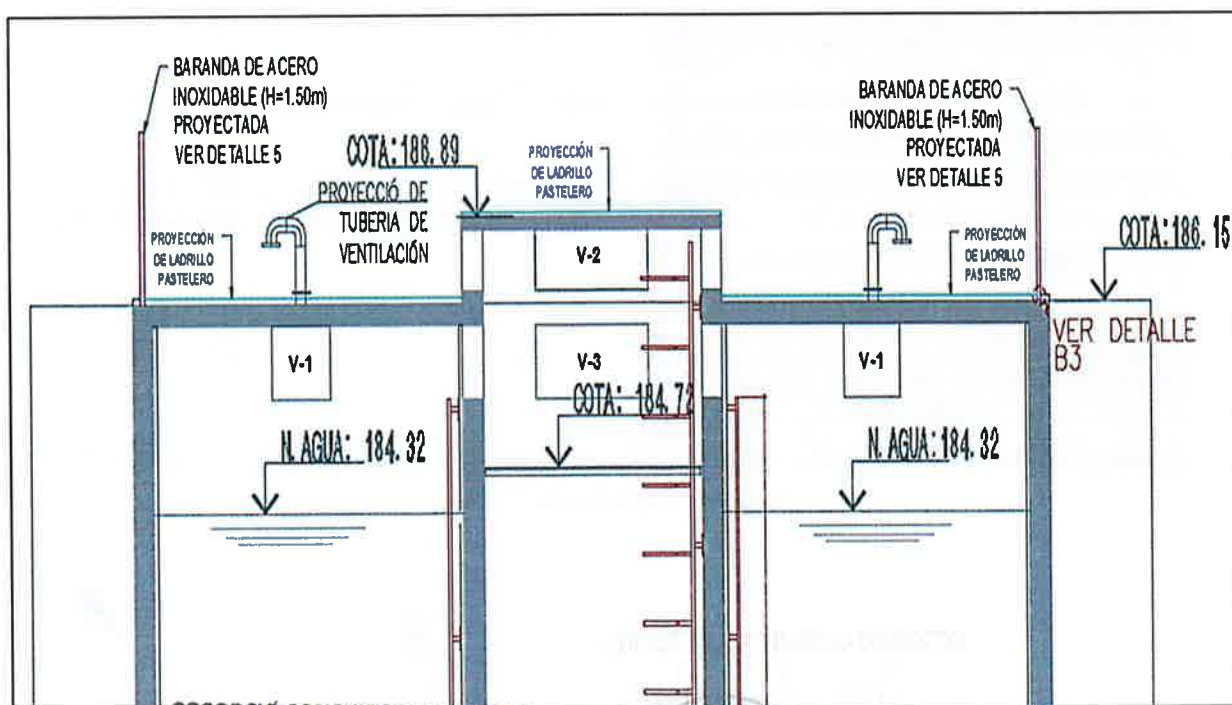 BARANDA DE ACERO
INOXIDABLE (H=1.50m)
PROYECTADA
VER DETALLE 5
BARANDA DE ACERO
INOXIDABLE (H=1.50m)
PROYECTADA
VER DETALLE 5
COTA:186.89
PROYECCIÓN
DE LADRILLO
PASTELERO
PROYECCIÓ DE
TUBERIA DE
VENTILACIÓN
PROYECCIÓN
DE LADRILLO
PASTELERO
PROYECCIÓN
DE LADRILLO
PASTELERO
COTA:186.15
V-2
V-1
V-3
V-1
VER DETALLE
B3
COTA: 184.72
N. AGUA: 184.32
N. AGUA:184.32